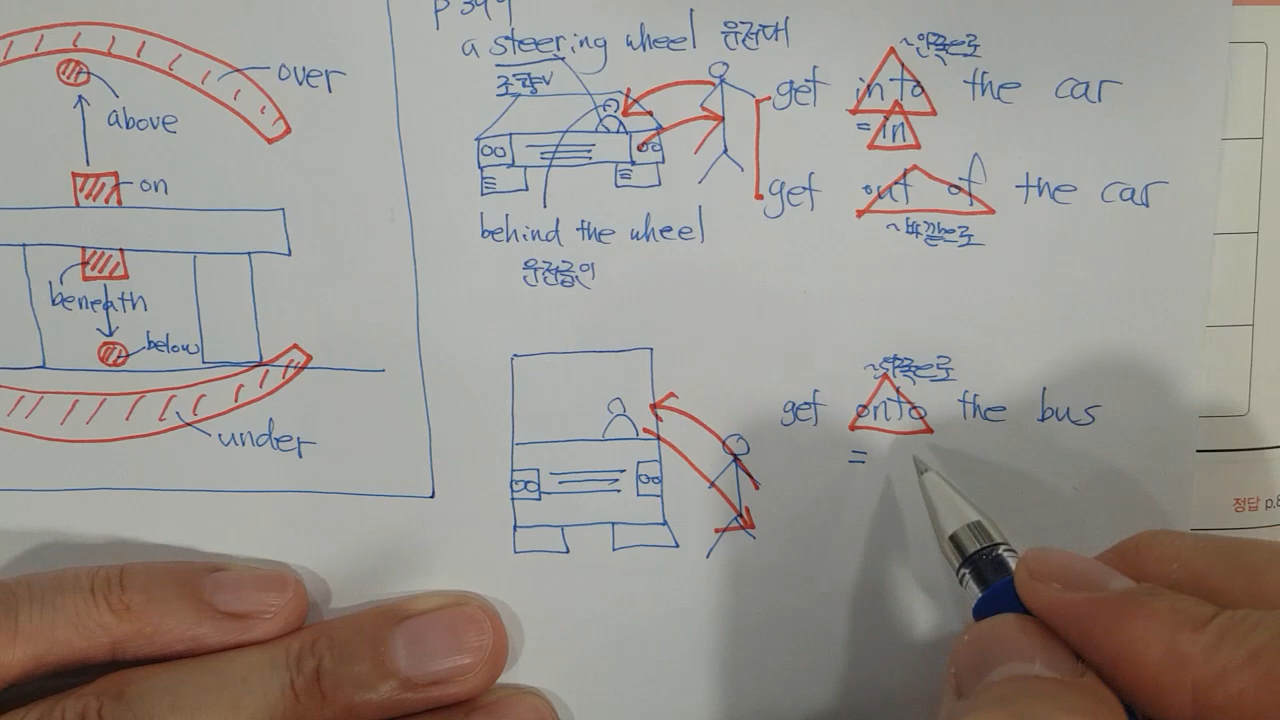 over
above
on
beneath
below
under
p 344
a steering wheel 운전대
조향v
behind the wheel
운전중인
~안쪽으로
get into the car
= in
get out of the car
~바깥으로
~안쪽으로
get onto the bus
=
정답 p.8